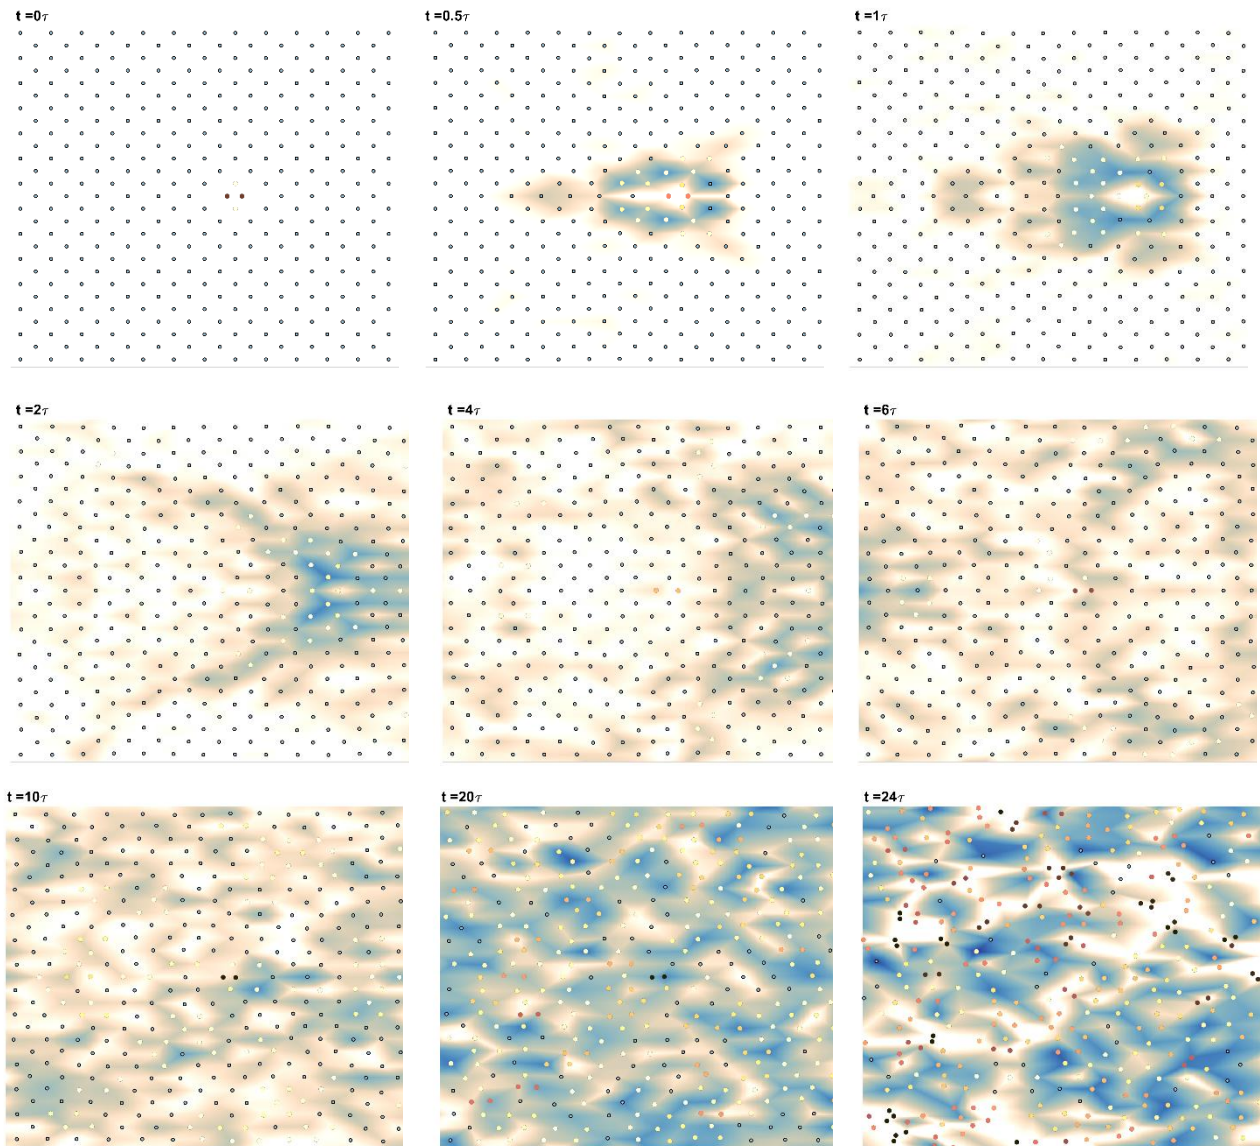 t =0τ
t =0.5τ
t =1τ
t =2τ
t =4τ
t =6τ
t =10τ
t =20τ
t =24τ